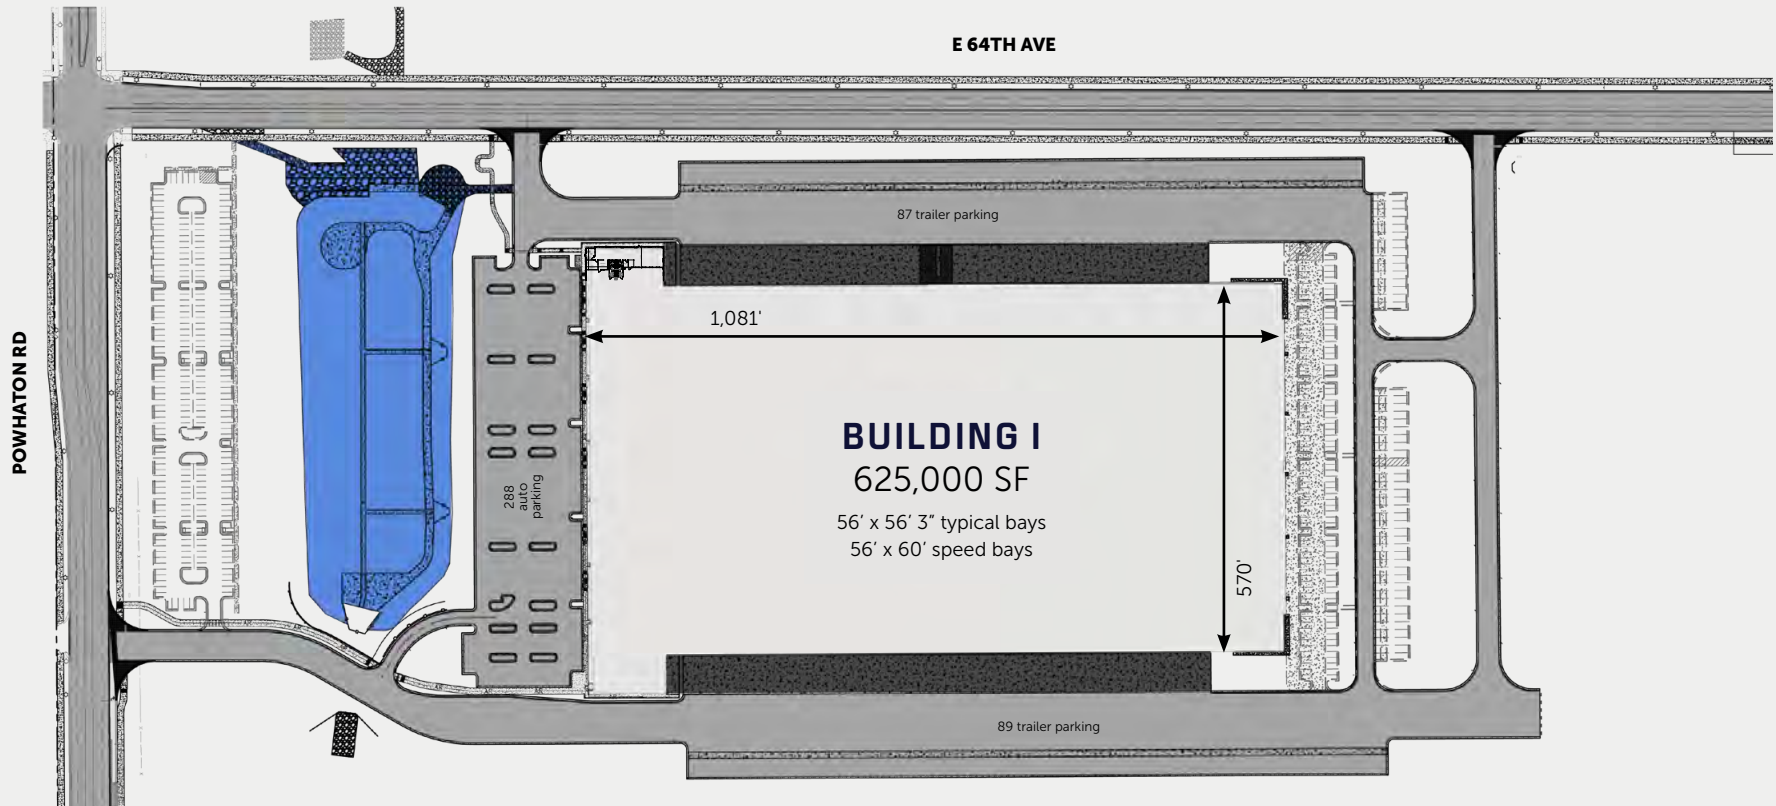 E 64TH AVE
POWHATON RD
87 trailer parking
1,081'
BUILDING I
625,000 SF
56’ x 56’ 3” typical bays
56’ x 60’ speed bays
288
auto
parking
570'
89 trailer parking